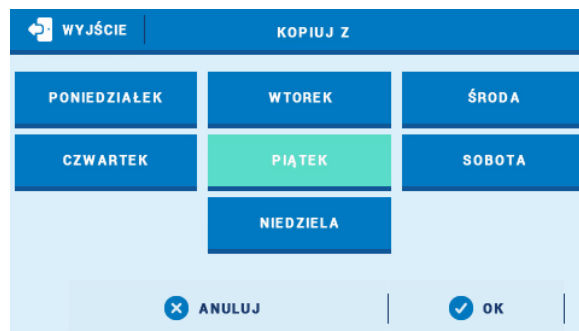 WYJŚCIE KOPIUJ Z
PONIEDZIAŁEK WTOREK ŚRODA
CZWARTEK PIĄTEK SOBOTA
NIEDZIELA
ANULUJ OK